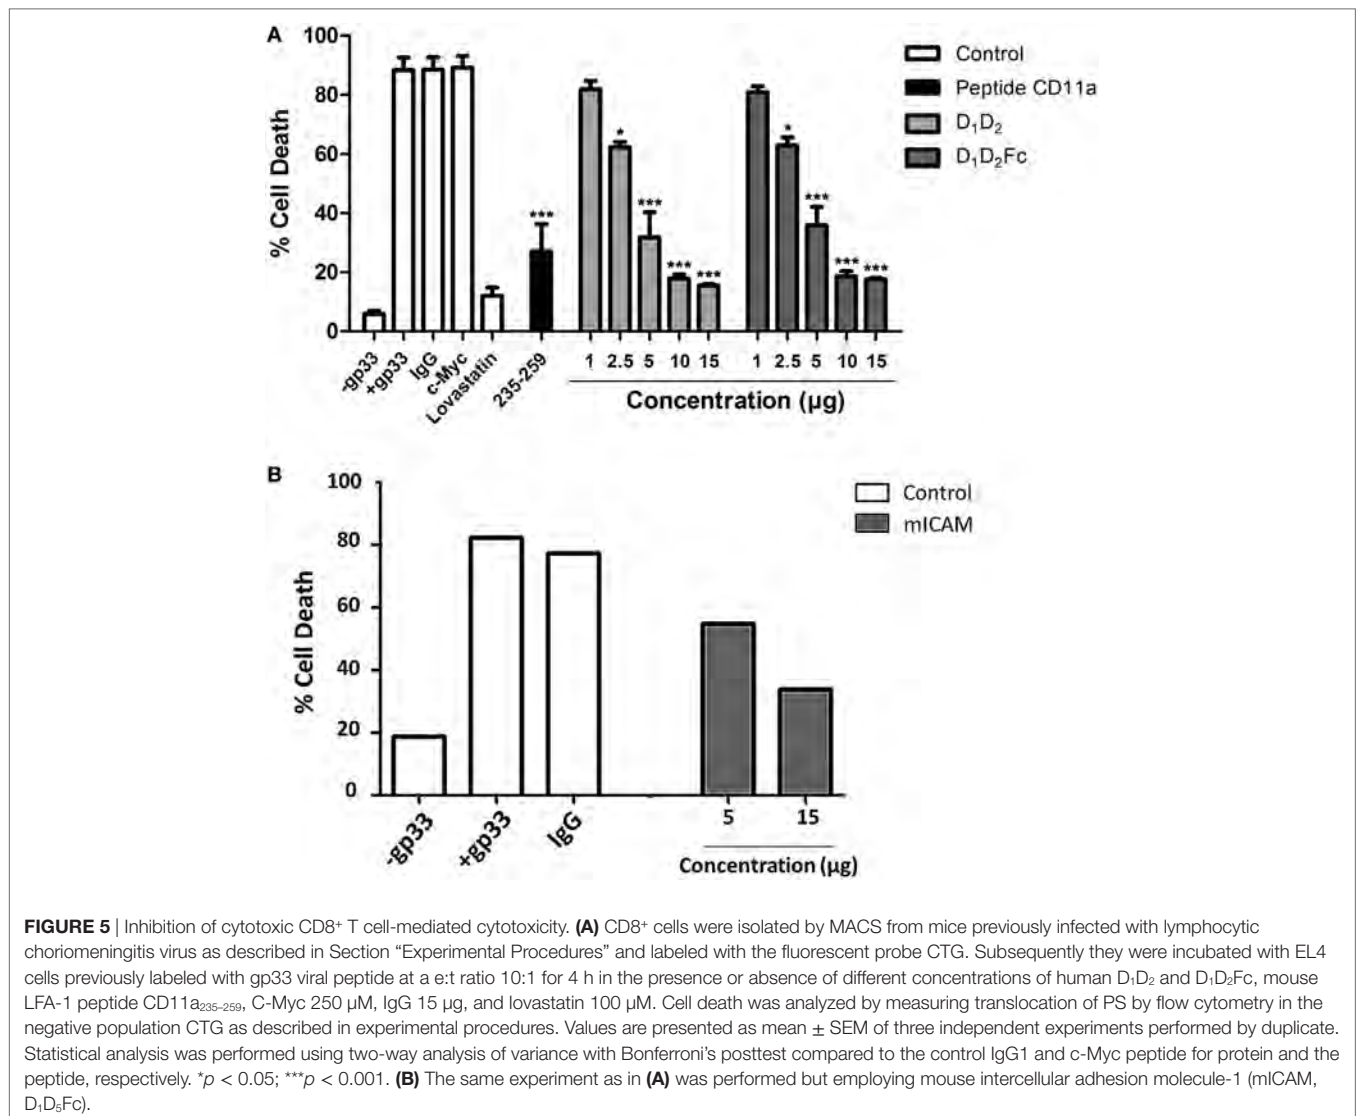 A
100
80
60
40
20
0
% Cell Death
Control
Peptide CD11a
D₁D₂
D₁D₂Fc
***
* *** *** ***
* *** *** ***
-gp33 +gp33 IgG c-Myc Lovastatin 235-259 1 2.5 5 10 15 1 2.5 5 10 15
Concentration (µg)
B
100
80
60
40
20
0
% Cell Death
Control
mICAM
-gp33 +gp33 IgG 5 15
Concentration (µg)
FIGURE 5 | Inhibition of cytotoxic CD8⁺ T cell-mediated cytotoxicity. (A) CD8⁺ cells were isolated by MACS from mice previously infected with lymphocytic
choriomeningitis virus as described in Section “Experimental Procedures” and labeled with the fluorescent probe CTG. Subsequently they were incubated with EL4
cells previously labeled with gp33 viral peptide at a e:t ratio 10:1 for 4 h in the presence or absence of different concentrations of human D₁D₂ and D₁D₂Fc, mouse
LFA-1 peptide CD11a₂₃₅₋₂₅₉, C-Myc 250 µM, IgG 15 µg, and lovastatin 100 µM. Cell death was analyzed by measuring translocation of PS by flow cytometry in the
negative population CTG as described in experimental procedures. Values are presented as mean ± SEM of three independent experiments performed by duplicate.
Statistical analysis was performed using two-way analysis of variance with Bonferroni’s posttest compared to the control IgG1 and c-Myc peptide for protein and the
peptide, respectively. *p < 0.05; ***p < 0.001. (B) The same experiment as in (A) was performed but employing mouse intercellular adhesion molecule-1 (mICAM,
D₁D₅Fc).